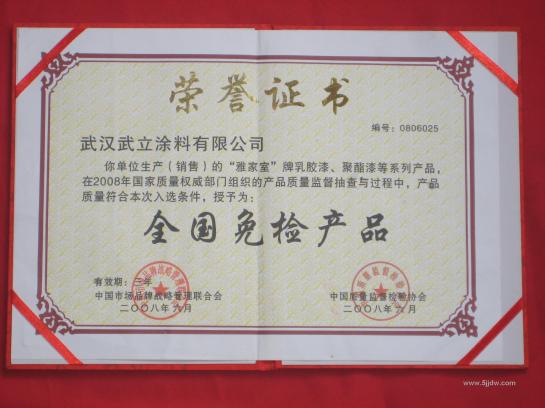 荣誉证书
编号：0806025
武汉武立涂料有限公司
你单位生产（销售）的“雅家室”牌乳胶漆、聚酯漆等系列产品，
在2008年国家质量权威部门组织的产品质量监督抽查与过程中，产品
质量符合本次入选条件，授予为：
全国免检产品
有效期：三年
中国市场品牌战略管理联合会
二〇〇八年六月
中国质量监督检验协会
二〇〇八年六月
www.5jjdw.com